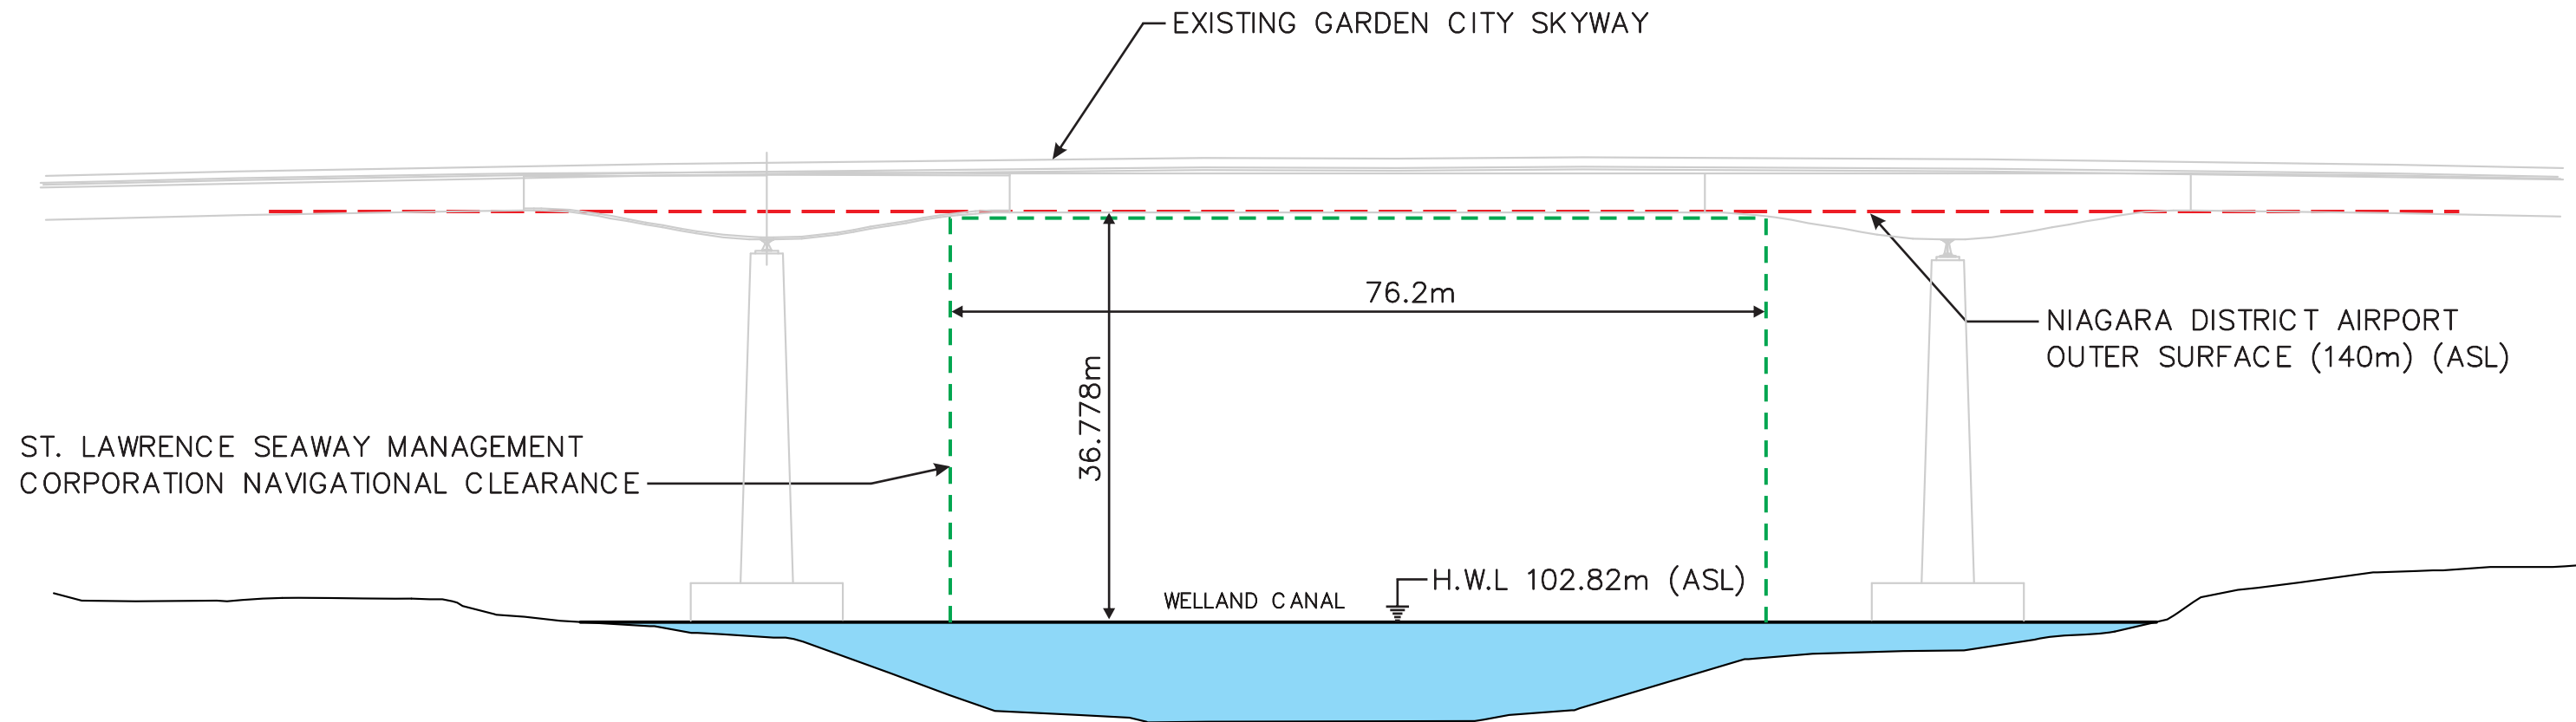 EXISTING GARDEN CITY SKYWAY
76.2m
NIAGARA DISTRICT AIRPORT
OUTER SURFACE (140m) (ASL)
36.778m
ST. LAWRENCE SEAWAY MANAGEMENT
CORPORATION NAVIGATIONAL CLEARANCE
H.W.L 102.82m (ASL)
WELLAND CANAL